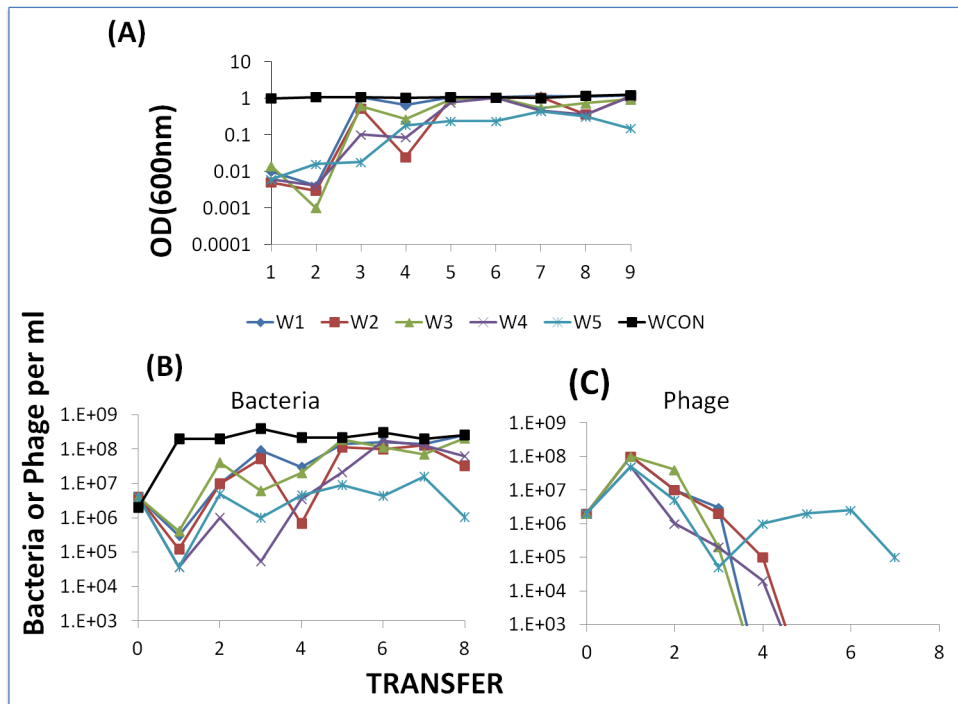 (A)
OD(600nm)
10
1
0.1
0.01
0.001
0.0001
1 2 3 4 5 6 7 8 9
W1 W2 W3 W4 W5 WCON
Bacteria or Phage per ml
(B)
Bacteria
1.E+09
1.E+08
1.E+07
1.E+06
1.E+05
1.E+04
1.E+03
0 2 4 6 8
(C)
Phage
1.E+09
1.E+08
1.E+07
1.E+06
1.E+05
1.E+04
1.E+03
0 2 4 6 8
TRANSFER